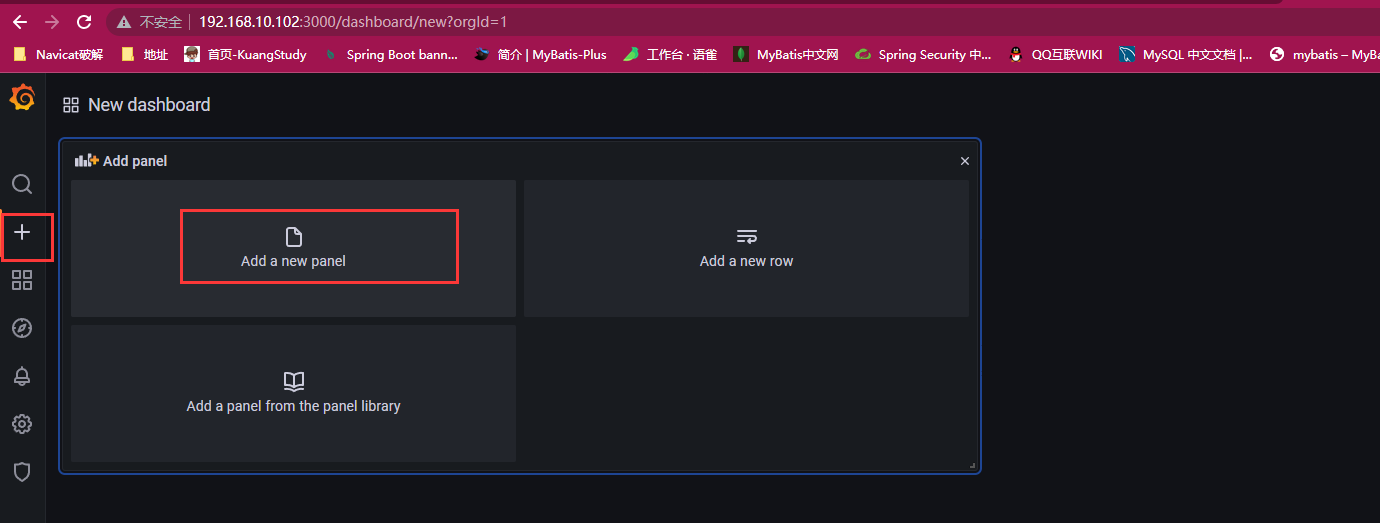 不安全 | 192.168.10.102:3000/dashboard/new?orgId=1
Navicat破解 地址 首页-KuangStudy Spring Boot bann... 简介 | MyBatis-Plus 工作台 · 语雀 MyBatis中文网 Spring Security 中... QQ互联WIKI MySQL 中文文档 |... mybatis – MyBa
New dashboard
Add panel
Add a new panel
Add a new row
Add a panel from the panel library